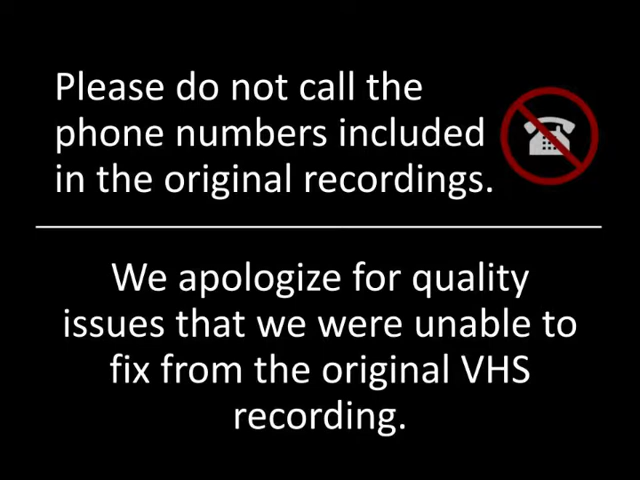 Please do not call the
phone numbers included
in the original recordings.
We apologize for quality
issues that we were unable to
fix from the original VHS
recording.